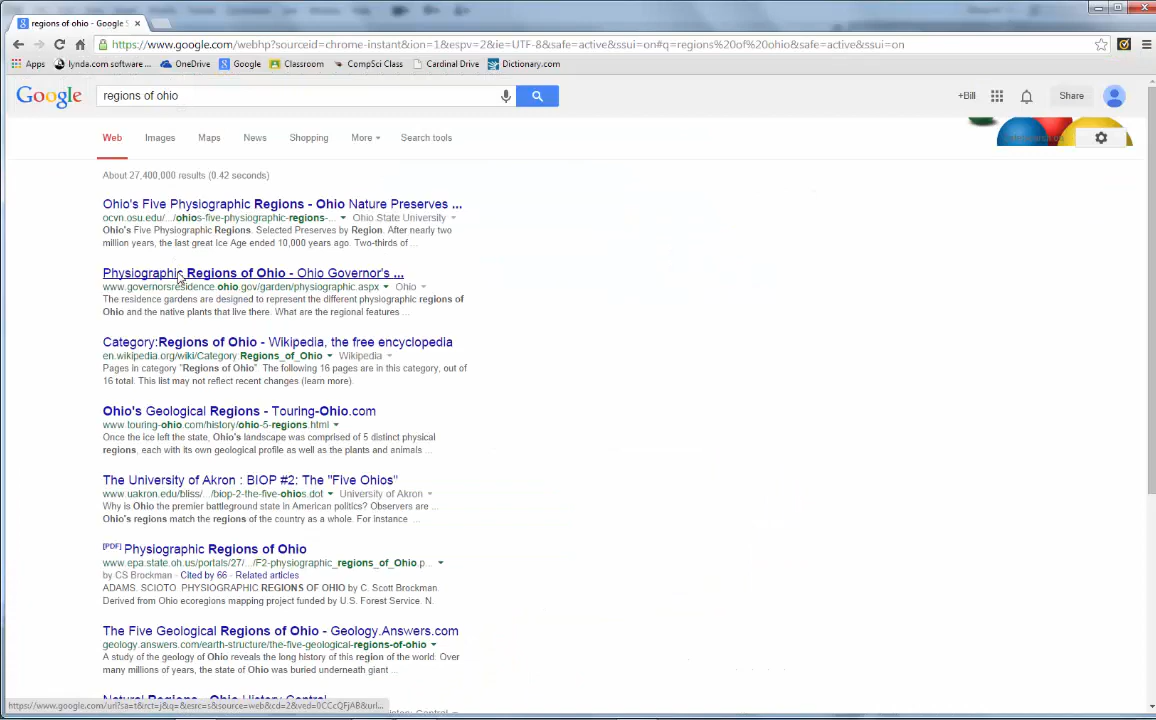 regions of ohio - Google S
https://www.google.com/webhp?sourceid=chrome-instant&ion=1&espv=2&ie=UTF-8&safe=active&ssui=on#q=regions%20of%20ohio&safe=active&ssui=on
Apps lynda.com software ... OneDrive Google Classroom CompSci Class Cardinal Drive Dictionary.com
Google regions of ohio +Bill Share
Web Images Maps News Shopping More Search tools
About 27,400,000 results (0.42 seconds)
Ohio's Five Physiographic Regions - Ohio Nature Preserves ...
ocvn.osu.edu/.../ohios-five-physiographic-regions-... Ohio State University
Ohio's Five Physiographic Regions. Selected Preserves by Region. After nearly two
million years, the last great Ice Age ended 10,000 years ago. Two-thirds of ...
Physiographic Regions of Ohio - Ohio Governor's ...
www.governorsresidence.ohio.gov/garden/physiographic.aspx Ohio
The residence gardens are designed to represent the different physiographic regions of
Ohio and the native plants that live there. What are the regional features ...
Category:Regions of Ohio - Wikipedia, the free encyclopedia
en.wikipedia.org/wiki/Category Regions_of_Ohio Wikipedia
Pages in category "Regions of Ohio". The following 16 pages are in this category, out of
16 total. This list may not reflect recent changes (learn more).
Ohio's Geological Regions - Touring-Ohio.com
www.touring-ohio.com/history/ohio-5-regions.html
Once the ice left the state, Ohio's landscape was comprised of 5 distinct physical
regions, each with its own geological profile as well as the plants and animals ...
The University of Akron : BIOP #2: The "Five Ohios"
www.uakron.edu/bliss/.../biop-2-the-five-ohios.dot University of Akron
Why is Ohio the premier battleground state in American politics? Observers are ...
Ohio's regions match the regions of the country as a whole. For instance ...
[PDF] Physiographic Regions of Ohio
www.epa.state.oh.us/portals/27/.../F2-physiographic_regions_of_Ohio.p...
by CS Brockman - Cited by 66 - Related articles
ADAMS. SCIOTO. PHYSIOGRAPHIC REGIONS OF OHIO by C. Scott Brockman.
Derived from Ohio ecoregions mapping project funded by U.S. Forest Service. N.
The Five Geological Regions of Ohio - Geology.Answers.com
geology.answers.com/earth-structure/the-five-geological-regions-of-ohio
A study of the geology of Ohio reveals the long history of this region of the world. Over
many millions of years, the state of Ohio was buried underneath giant ...
Natural Regions - Ohio History Central
https://www.google.com/url?sa=t&rct=j&q=&esrc=s&source=web&cd=2&ved=0CCcQFjAB&url...